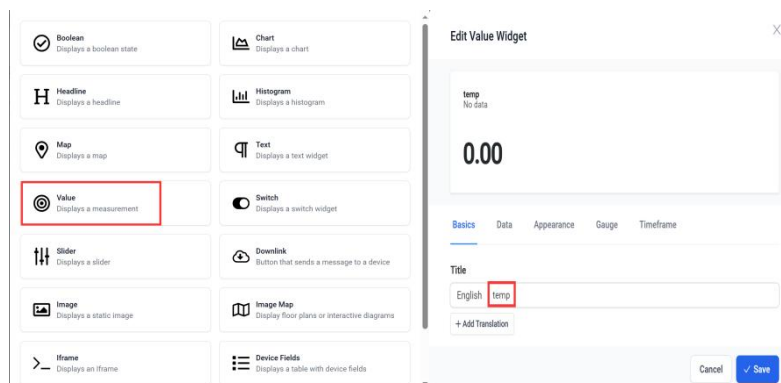 Boolean
Displays a boolean state
Chart
Displays a chart
Headline
Displays a headline
Histogram
Displays a histogram
Map
Displays a map
Text
Displays a text widget
Value
Displays a measurement
Switch
Displays a switch widget
Slider
Displays a slider
Downlink
Button that sends a message to a device
Image
Displays a static image
Image Map
Display floor plans or interactive diagrams
Iframe
Displays an Iframe
Device Fields
Displays a table with device fields
Edit Value Widget
temp
No data
0.00
Basics Data Appearance Gauge Timeframe
Title
English temp
+ Add Translation
Cancel ✓ Save